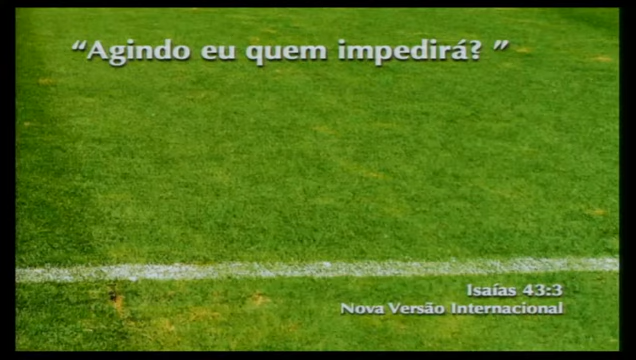 “Agindo eu quem impedirá? ”
Isaías 43:3
Nova Versão Internacional